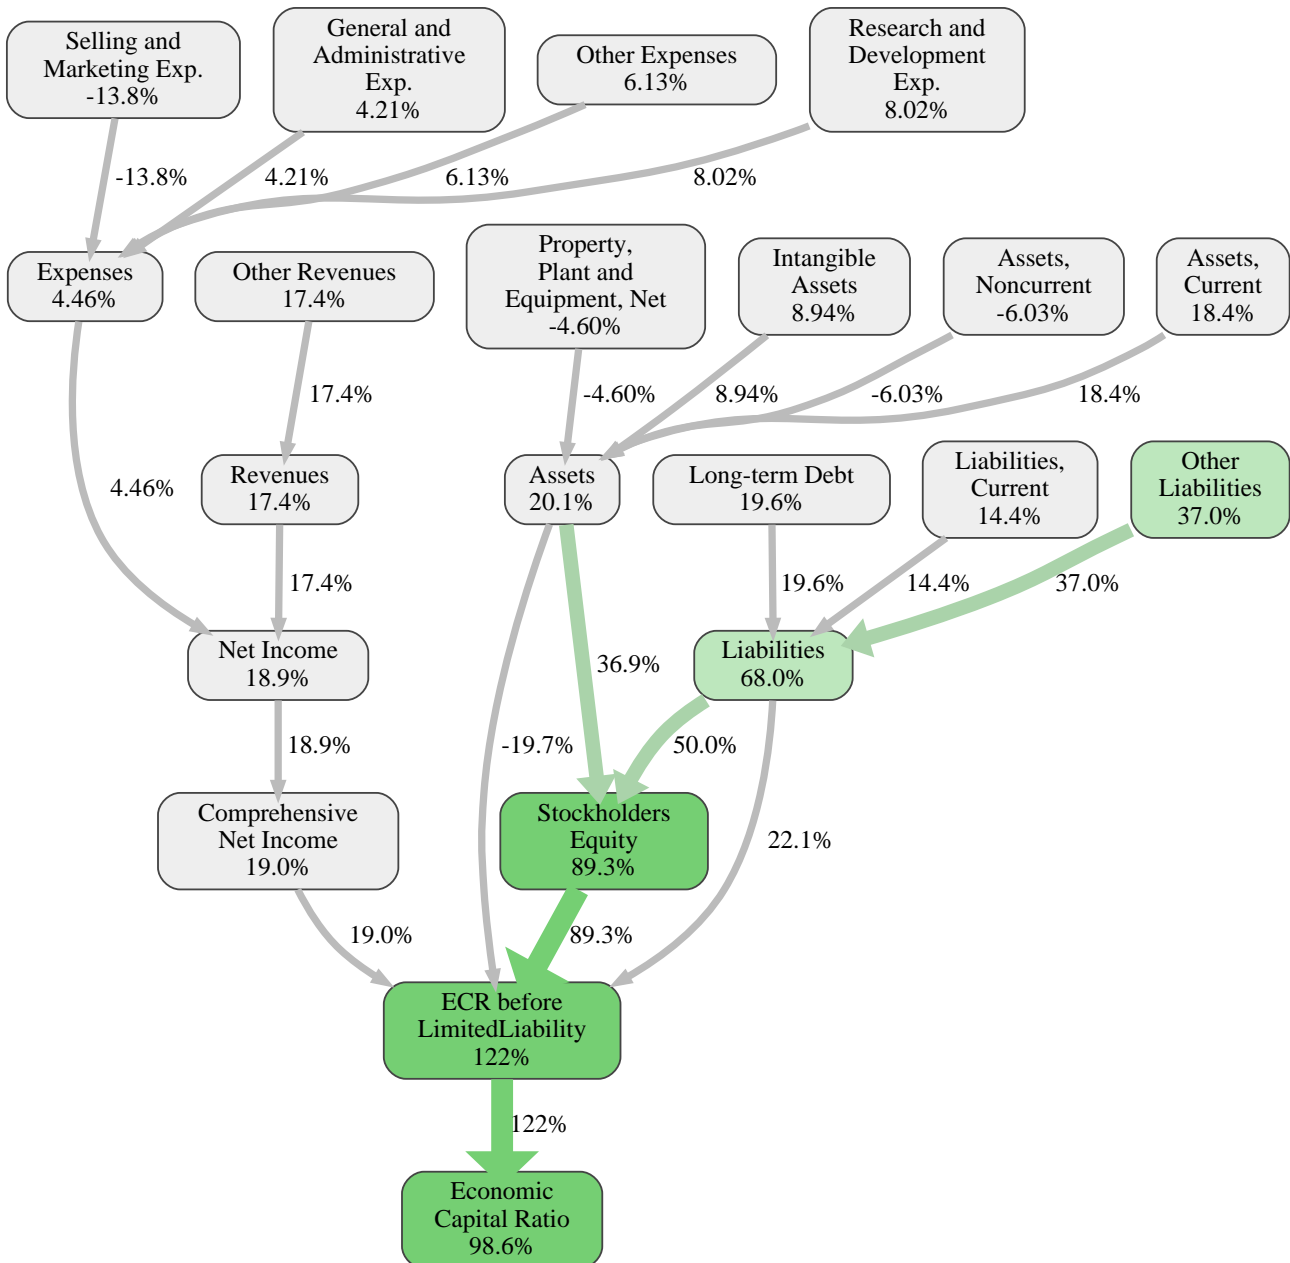 Selling and
Marketing Exp.
-13.8%
General and
Administrative
Exp.
4.21%
Other Expenses
6.13%
Research and
Development
Exp.
8.02%
-13.8%
4.21%
6.13%
8.02%
Expenses
4.46%
Other Revenues
17.4%
Property,
Plant and
Equipment, Net
-4.60%
Intangible
Assets
8.94%
Assets,
Noncurrent
-6.03%
Assets,
Current
18.4%
17.4%
-4.60%
8.94%
-6.03%
18.4%
4.46%
Revenues
17.4%
Assets
20.1%
Long-term Debt
19.6%
Liabilities,
Current
14.4%
Other
Liabilities
37.0%
17.4%
19.6%
14.4%
37.0%
Net Income
18.9%
36.9%
Liabilities
68.0%
18.9%
-19.7%
50.0%
Comprehensive
Net Income
19.0%
Stockholders
Equity
89.3%
22.1%
19.0%
89.3%
ECR before
LimitedLiability
122%
122%
Economic
Capital Ratio
98.6%